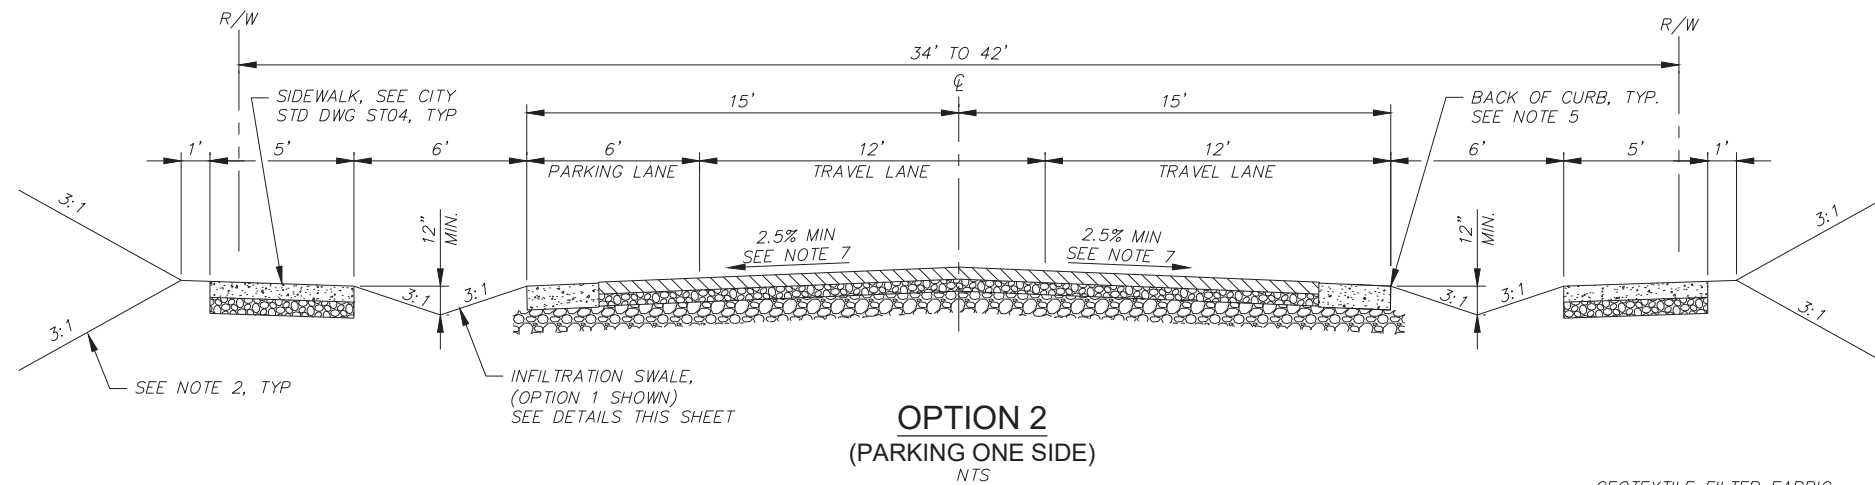 R/W
R/W
34' TO 42'
℄
SIDEWALK, SEE CITY
STD DWG ST04, TYP
15'
15'
BACK OF CURB, TYP.
SEE NOTE 5
1'
5'
6'
6'
12'
12'
6'
5'
1'
PARKING LANE
TRAVEL LANE
TRAVEL LANE
3:1
12"
MIN.
2.5% MIN
SEE NOTE 7
2.5% MIN
SEE NOTE 7
12"
MIN.
3:1
3:1
3:1
3:1
3:1
3:1
3:1
SEE NOTE 2, TYP
INFILTRATION SWALE,
(OPTION 1 SHOWN)
SEE DETAILS THIS SHEET
OPTION 2
(PARKING ONE SIDE)
NTS
GEOTEXTILE FILTER FABRIC